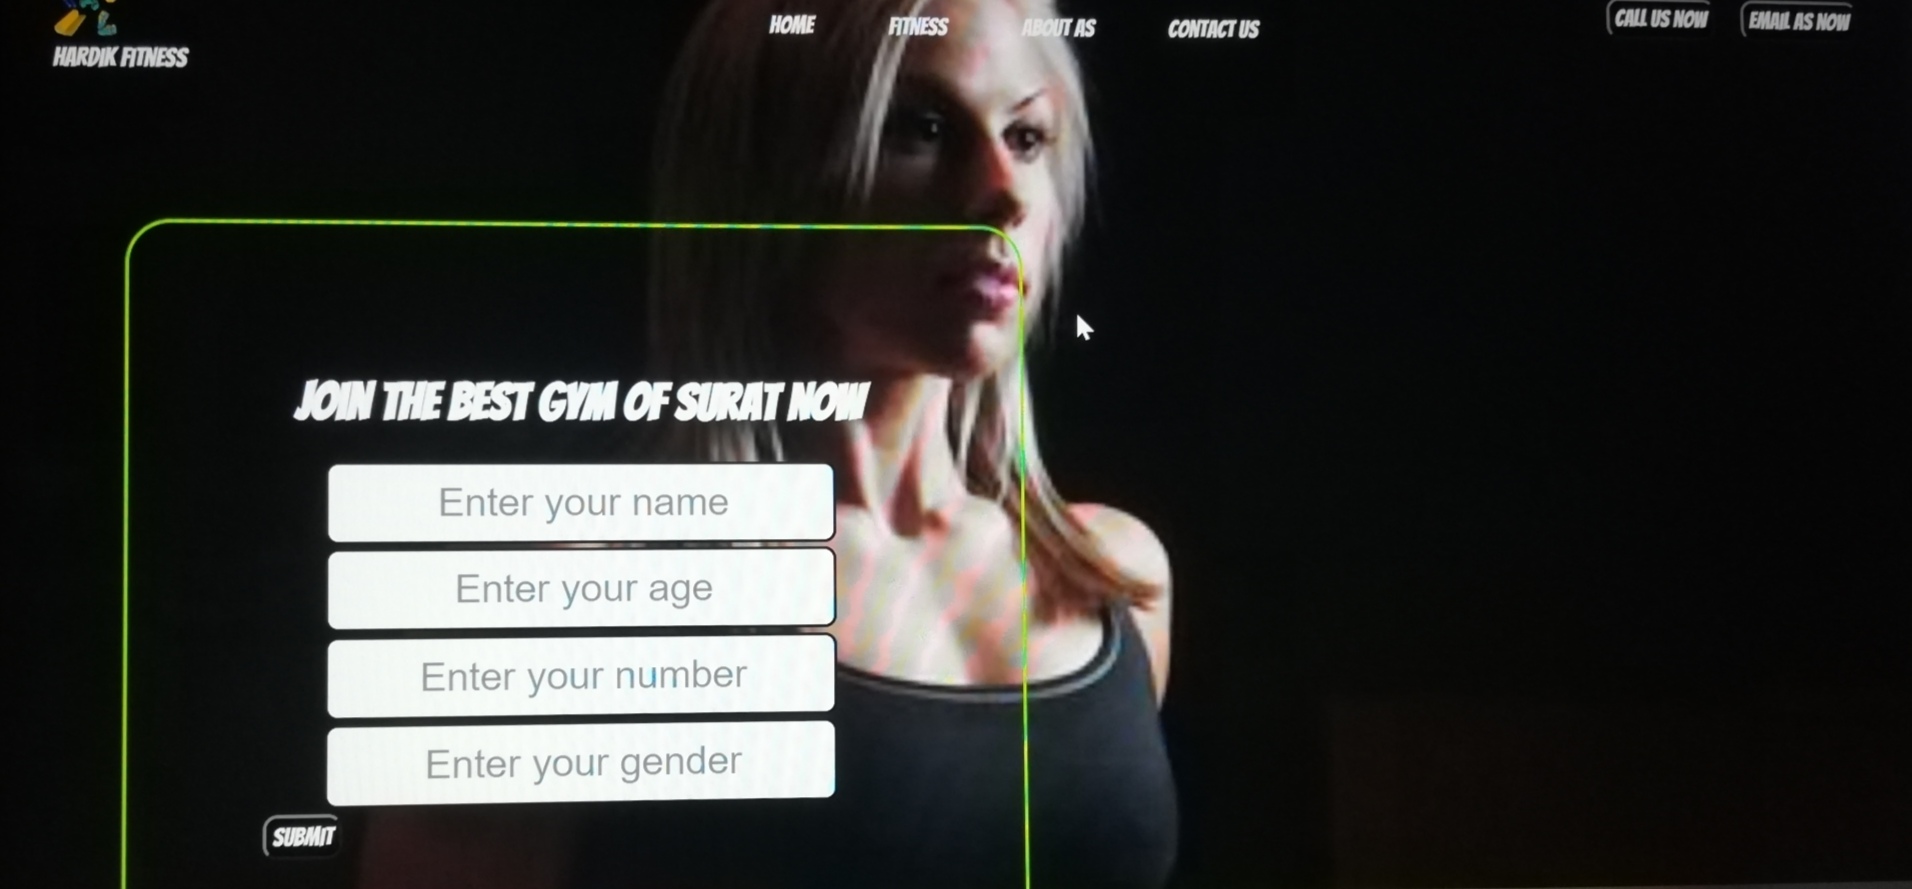 HOME FITNESS ABOUT AS CONTACT US CALL US NOW EMAIL AS NOW
HARDIK FITNESS
JOIN THE BEST GYM OF SURAT NOW
Enter your name
Enter your age
Enter your number
Enter your gender
SUBMIT